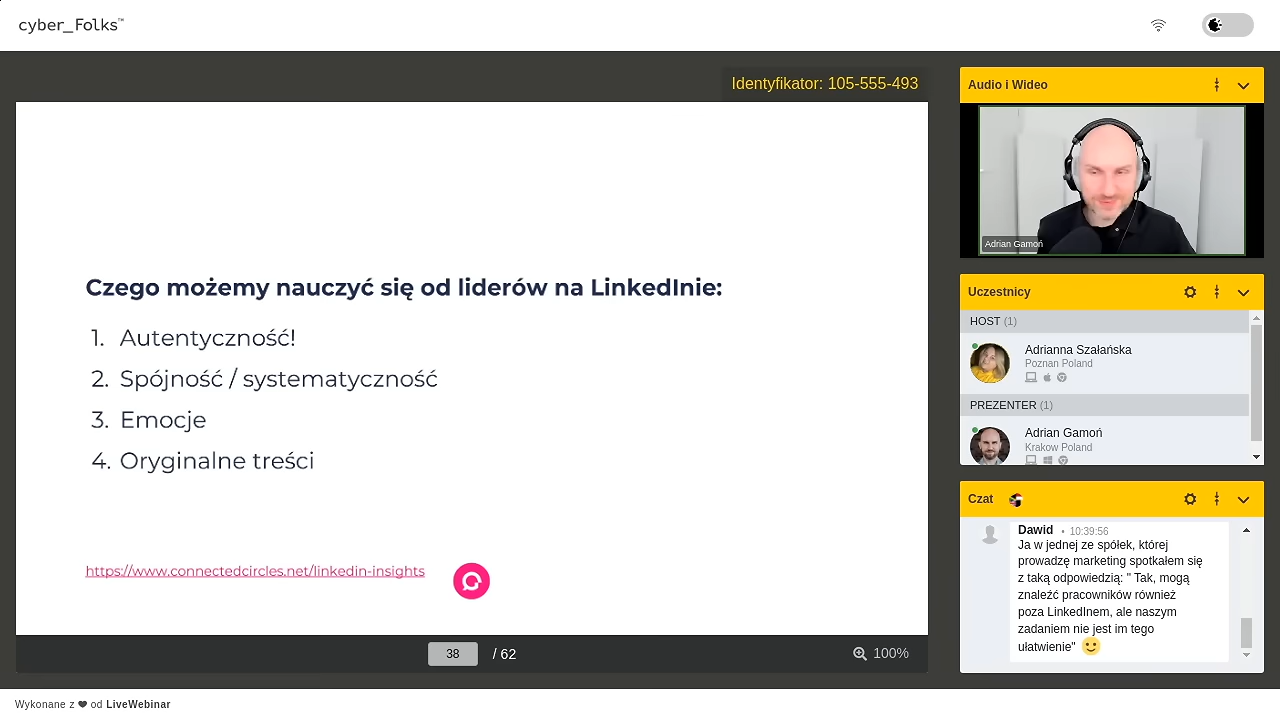 cyber_Folks™
Identyfikator: 105-555-493
Czego możemy nauczyć się od liderów na LinkedInie:
1. Autentyczność!
2. Spójność / systematyczność
3. Emocje
4. Oryginalne treści
https://www.connectedcircles.net/linkedin-insights
38 / 62
100%
Audio i Wideo
Adrian Gamoń
Uczestnicy
HOST (1)
Adrianna Szałańska
Poznan Poland
PREZENTER (1)
Adrian Gamoń
Krakow Poland
Czat
Dawid • 10:39:56
Ja w jednej ze spółek, której
prowadzę marketing spotkałem się
z taką odpowiedzią: " Tak, mogą
znaleźć pracowników również
poza LinkedInem, ale naszym
zadaniem nie jest im tego
ułatwienie" 🙂
Wykonane z ❤ od LiveWebinar